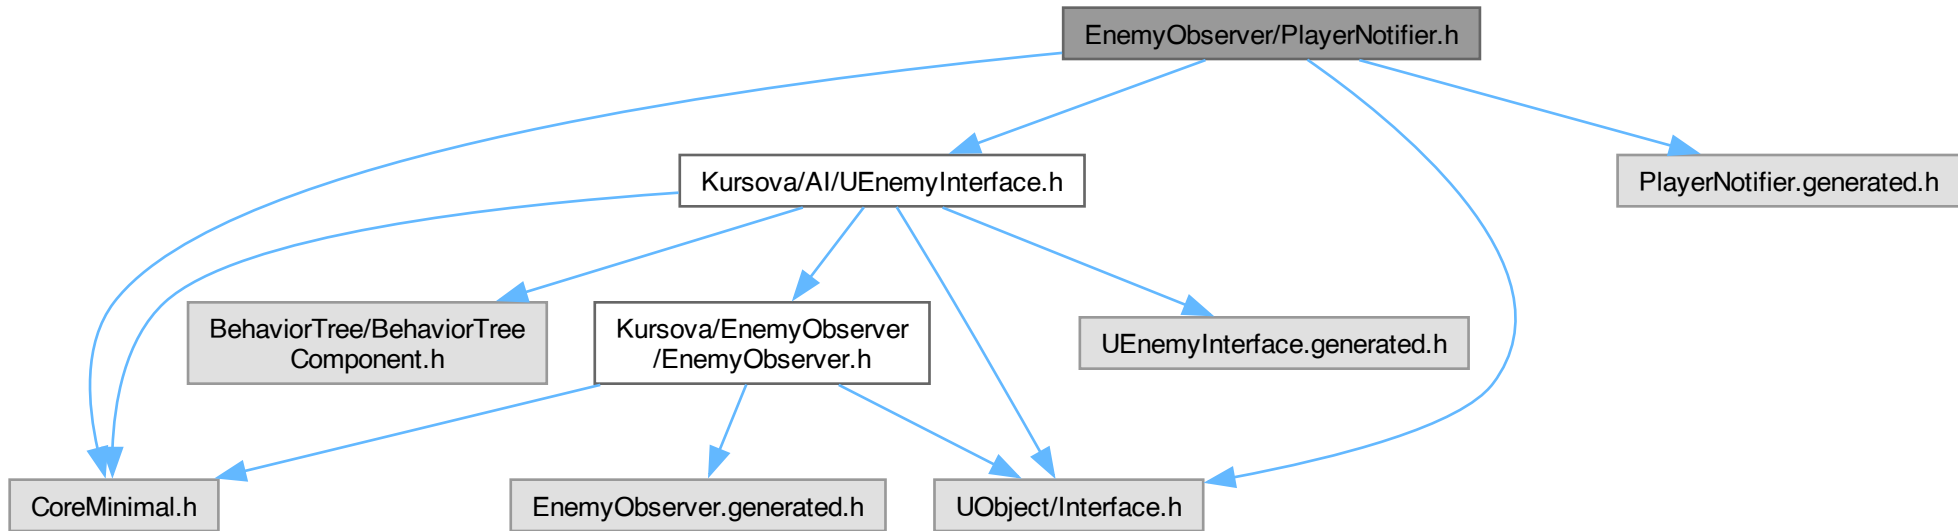 EnemyObserver/PlayerNotifier.h
Kursova/AI/UEnemyInterface.h
PlayerNotifier.generated.h
BehaviorTree/BehaviorTree
Component.h
Kursova/EnemyObserver
/EnemyObserver.h
UEnemyInterface.generated.h
CoreMinimal.h
EnemyObserver.generated.h
UObject/Interface.h